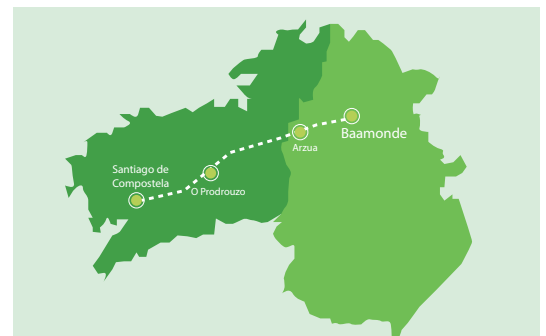 Baamonde
Arzua
Santiago de
Compostela
O Prodrouzo